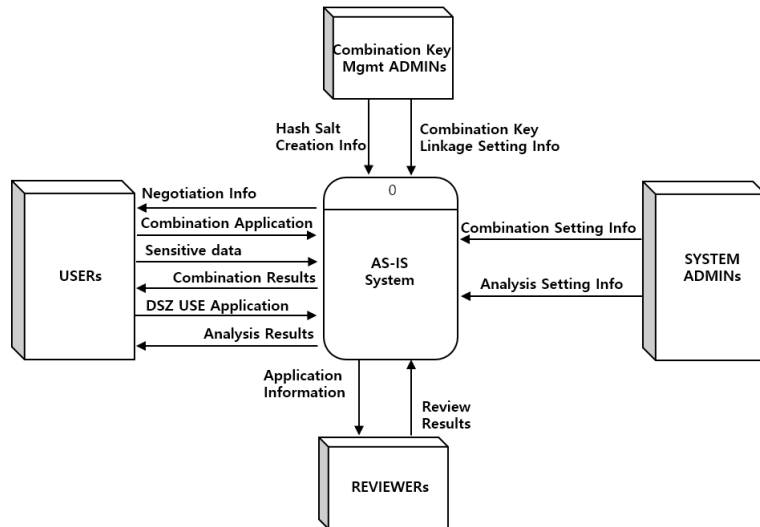 Combination Key
Mgmt ADMINs
Hash Salt
Creation Info
Combination Key
Linkage Setting Info
0
AS-IS
System
USERs
Negotiation Info
Combination Application
Sensitive data
Combination Results
DSZ USE Application
Analysis Results
Combination Setting Info
Analysis Setting Info
SYSTEM
ADMINs
Application
Information
Review
Results
REVIEWERs